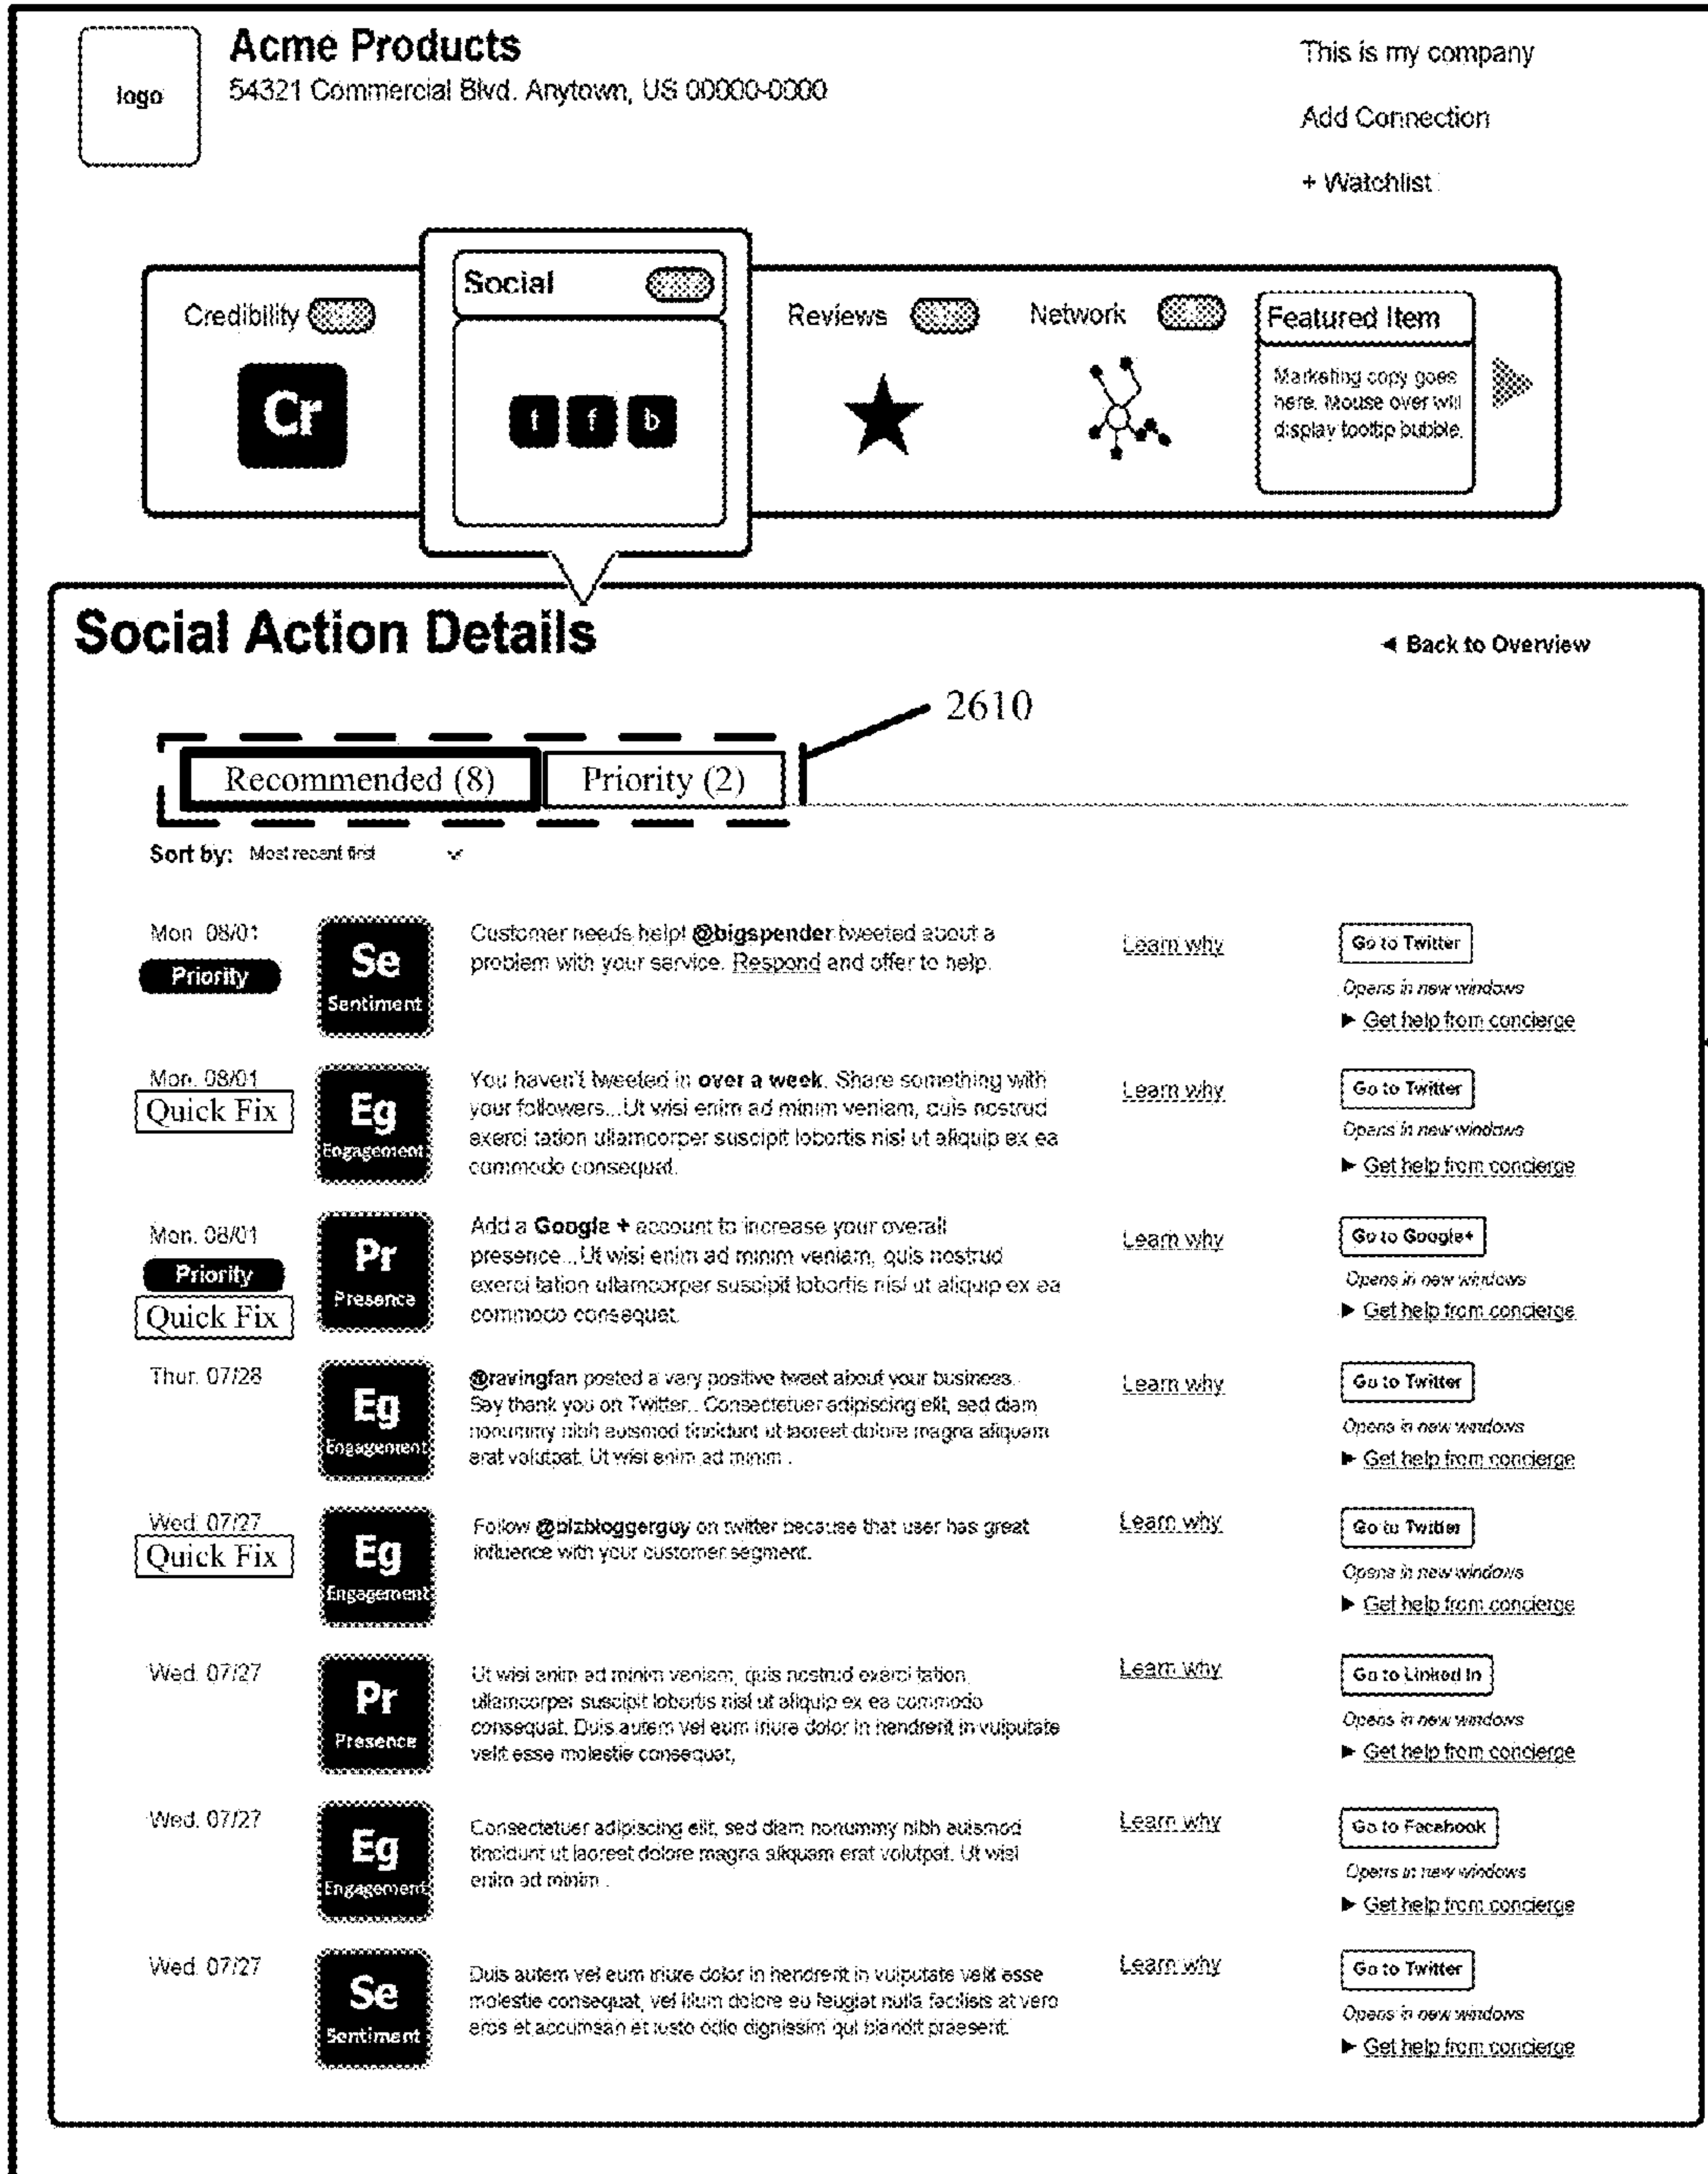 logo
Acme Products
54321 Commercial Blvd. Anytown, US 00000-0000
This is my company
Add Connection
+ Watchlist
Credibility
Cr
Social
t f b
Reviews
Network
Featured Item
Marketing copy goes
here. Mouse over will
display tooltip bubble.
Social Action Details
◄ Back to Overview
2610
Recommended (8)
Priority (2)
Sort by: Most recent first
Mon 08/01
Priority
Se
Sentiment
Customer needs help! @bigspender tweeted about a
problem with your service. Respond and offer to help.
Learn why
Go to Twitter
Opens in new windows
► Get help from concierge
Mon. 08/01
Quick Fix
Eg
Engagement
You haven't tweeted in over a week. Share something with
your followers...Ut wisi enim ad minim veniam, quis nostrud
exerci tation ullamcorper suscipit lobortis nisl ut aliquip ex ea
commodo consequat.
Learn why
Go to Twitter
Opens in new windows
► Get help from concierge
Mon. 08/01
Priority
Quick Fix
Pr
Presence
Add a Google + account to increase your overall
presence...Ut wisi enim ad minim veniam, quis nostrud
exerci tation ullamcorper suscipit lobortis nisl ut aliquip ex ea
commodo consequat.
Learn why
Go to Google+
Opens in new windows
► Get help from concierge
Thur. 07/28
Eg
Engagement
@ravingfan posted a very positive tweet about your business.
Say thank you on Twitter.. Consectetuer adipiscing elit, sed diam
nonummy nibh euismod tincidunt ut laoreet dolore magna aliquam
erat volutpat. Ut wisi enim ad minim .
Learn why
Go to Twitter
Opens in new windows
► Get help from concierge
Wed. 07/27
Quick Fix
Eg
Engagement
Follow @bizbloggerguy on twitter because that user has great
influence with your customer segment.
Learn why
Go to Twitter
Opens in new windows
► Get help from concierge
Wed. 07/27
Pr
Presence
Ut wisi enim ad minim veniam, quis nostrud exerci tation
ullamcorper suscipit lobortis nisl ut aliquip ex ea commodo
consequat. Duis autem vel eum iriure dolor in hendrerit in vulputate
velit esse molestie consequat,
Learn why
Go to Linked In
Opens in new windows
► Get help from concierge
Wed. 07/27
Eg
Engagement
Consectetuer adipiscing elit, sed diam nonummy nibh euismod
tincidunt ut laoreet dolore magna aliquam erat volutpat. Ut wisi
enim ad minim .
Learn why
Go to Facebook
Opens in new windows
► Get help from concierge
Wed. 07/27
Se
Sentiment
Duis autem vel eum iriure dolor in hendrerit in vulputate velit esse
molestie consequat, vel illum dolore eu feugiat nulla facilisis at vero
eros et accumsan et iusto odio dignissim qui blandit praesent.
Learn why
Go to Twitter
Opens in new windows
► Get help from concierge